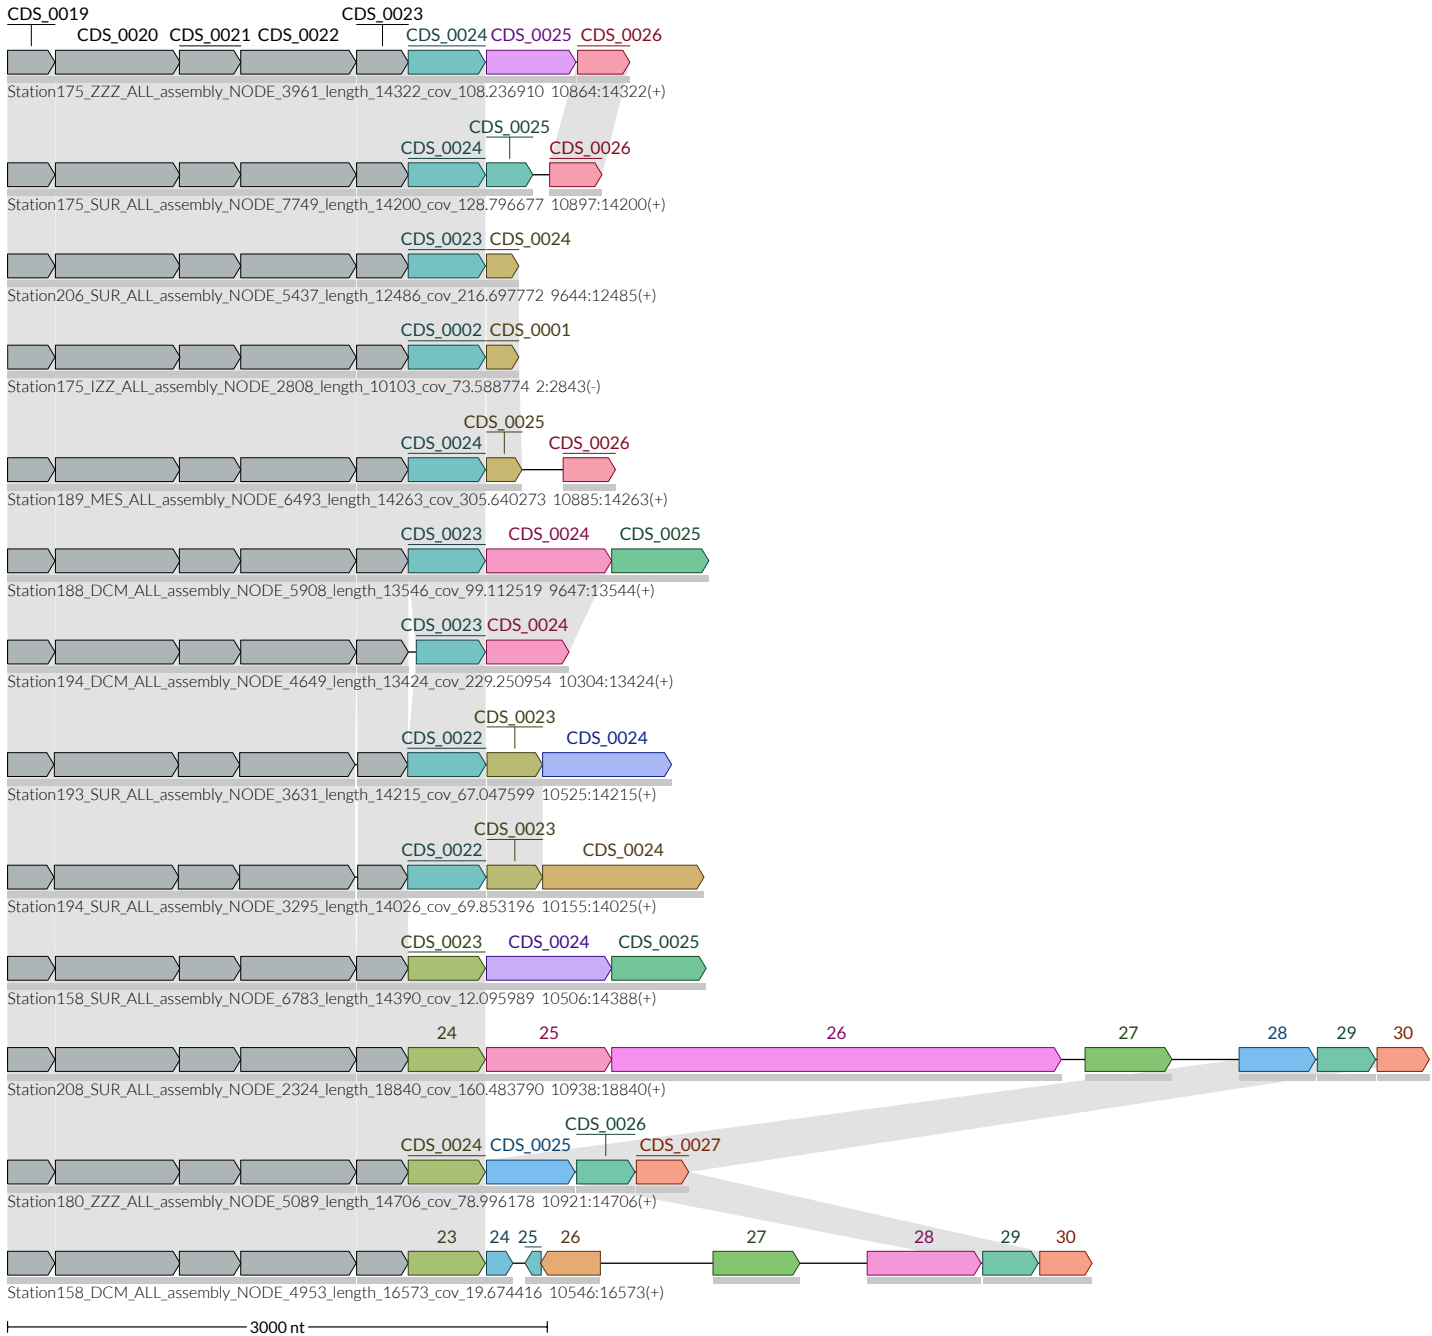 CDS_0019 CDS_0023
CDS_0020 CDS_0021 CDS_0022 CDS_0024 CDS_0025 CDS_0026
Station175_ZZZ_ALL_assembly_NODE_3961_length_14322_cov_108.236910 10864:14322(+)
CDS_0025
CDS_0024 CDS_0026
Station175_SUR_ALL_assembly_NODE_7749_length_14200_cov_128.796677 10897:14200(+)
CDS_0023 CDS_0024
Station206_SUR_ALL_assembly_NODE_5437_length_12486_cov_216.697772 9644:12485(+)
CDS_0002 CDS_0001
Station175_IZZ_ALL_assembly_NODE_2808_length_10103_cov_73.588774 2:2843(-)
CDS_0025
CDS_0024 CDS_0026
Station189_MES_ALL_assembly_NODE_6493_length_14263_cov_305.640273 10885:14263(+)
CDS_0023 CDS_0024 CDS_0025
Station188_DCM_ALL_assembly_NODE_5908_length_13546_cov_99.112519 9647:13544(+)
CDS_0023 CDS_0024
Station194_DCM_ALL_assembly_NODE_4649_length_13424_cov_229.250954 10304:13424(+)
CDS_0023
CDS_0022 CDS_0024
Station193_SUR_ALL_assembly_NODE_3631_length_14215_cov_67.047599 10525:14215(+)
CDS_0023
CDS_0022 CDS_0024
Station194_SUR_ALL_assembly_NODE_3295_length_14026_cov_69.853196 10155:14025(+)
CDS_0023 CDS_0024 CDS_0025
Station158_SUR_ALL_assembly_NODE_6783_length_14390_cov_12.095989 10506:14388(+)
24 25 26 27 28 29 30
Station208_SUR_ALL_assembly_NODE_2324_length_18840_cov_160.483790 10938:18840(+)
CDS_0026
CDS_0024 CDS_0025 CDS_0027
Station180_ZZZ_ALL_assembly_NODE_5089_length_14706_cov_78.996178 10921:14706(+)
23 24 25 26 27 28 29 30
Station158_DCM_ALL_assembly_NODE_4953_length_16573_cov_19.674416 10546:16573(+)
3000 nt